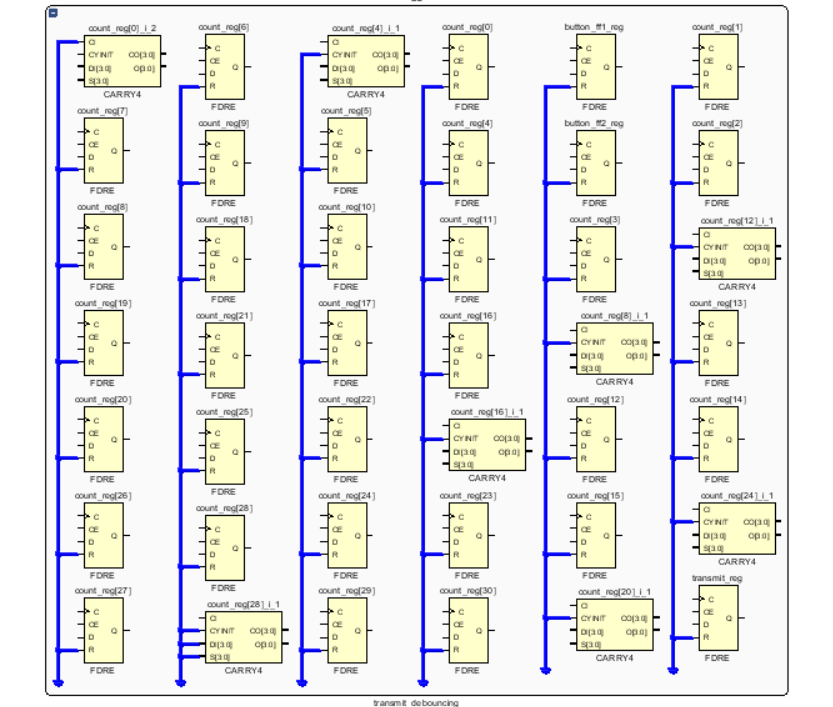 count_reg[0]_i_2
CI
CYINIT CO[3:0]
DI[3:0] O[3:0]
S[3:0]
CARRY4
count_reg[7]
C
CE
Q
D
R
FDRE
count_reg[8]
C
CE
Q
D
R
FDRE
count_reg[19]
C
CE
Q
D
R
FDRE
count_reg[20]
C
CE
Q
D
R
FDRE
count_reg[26]
C
CE
Q
D
R
FDRE
count_reg[27]
C
CE
Q
D
R
FDRE
count_reg[6]
C
CE
Q
D
R
FDRE
count_reg[9]
C
CE
Q
D
R
FDRE
count_reg[18]
C
CE
Q
D
R
FDRE
count_reg[21]
C
CE
Q
D
R
FDRE
count_reg[25]
C
CE
Q
D
R
FDRE
count_reg[28]
C
CE
Q
D
R
FDRE
count_reg[28]_i_1
CI
CYINIT CO[3:0]
DI[3:0] O[3:0]
S[3:0]
CARRY4
count_reg[4]_i_1
CI
CYINIT CO[3:0]
DI[3:0] O[3:0]
S[3:0]
CARRY4
count_reg[5]
C
CE
Q
D
R
FDRE
count_reg[10]
C
CE
Q
D
R
FDRE
count_reg[17]
C
CE
Q
D
R
FDRE
count_reg[22]
C
CE
Q
D
R
FDRE
count_reg[24]
C
CE
Q
D
R
FDRE
count_reg[29]
C
CE
Q
D
R
FDRE
count_reg[0]
C
CE
Q
D
R
FDRE
count_reg[4]
C
CE
Q
D
R
FDRE
count_reg[11]
C
CE
Q
D
R
FDRE
count_reg[16]
C
CE
Q
D
R
FDRE
count_reg[16]_i_1
CI
CYINIT CO[3:0]
DI[3:0] O[3:0]
S[3:0]
CARRY4
count_reg[23]
C
CE
Q
D
R
FDRE
count_reg[30]
C
CE
Q
D
R
FDRE
button_ff1_reg
C
CE
Q
D
R
FDRE
button_ff2_reg
C
CE
Q
D
R
FDRE
count_reg[3]
C
CE
Q
D
R
FDRE
count_reg[8]_i_1
CI
CYINIT CO[3:0]
DI[3:0] O[3:0]
S[3:0]
CARRY4
count_reg[12]
C
CE
Q
D
R
FDRE
count_reg[15]
C
CE
Q
D
R
FDRE
count_reg[20]_i_1
CI
CYINIT CO[3:0]
DI[3:0] O[3:0]
S[3:0]
CARRY4
count_reg[1]
C
CE
Q
D
R
FDRE
count_reg[2]
C
CE
Q
D
R
FDRE
count_reg[12]_i_1
CI
CYINIT CO[3:0]
DI[3:0] O[3:0]
S[3:0]
CARRY4
count_reg[13]
C
CE
Q
D
R
FDRE
count_reg[14]
C
CE
Q
D
R
FDRE
count_reg[24]_i_1
CI
CYINIT CO[3:0]
DI[3:0] O[3:0]
S[3:0]
CARRY4
transmit_reg
C
CE
Q
D
R
FDRE
transmit_debouncing